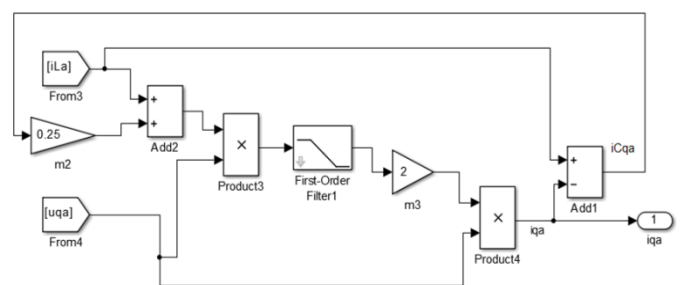 [iLa]
From3
0.25
m2
+
+
Add2
×
Product3
First-Order
Filter1
2
m3
[uqa]
From4
×
Product4
iqa
iCqa
+
−
Add1
1
iqa